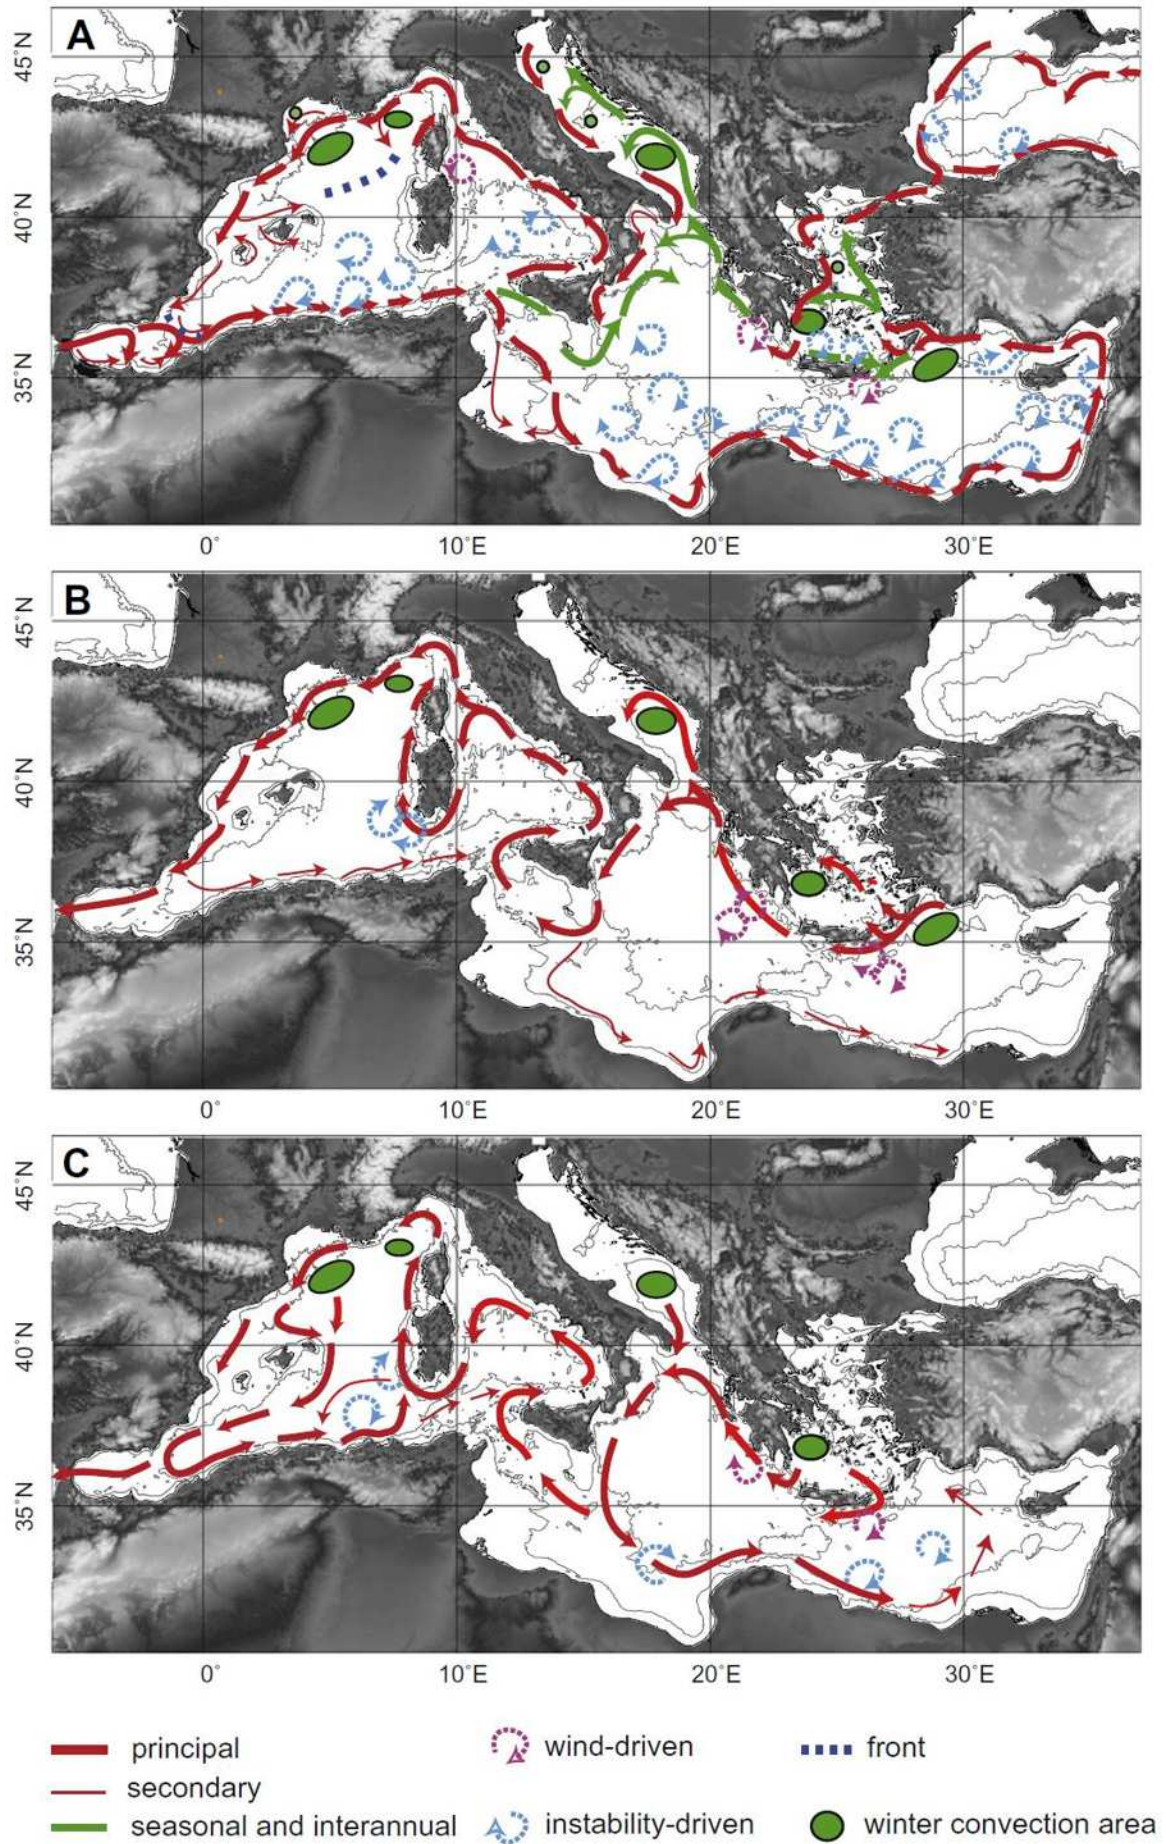 A
45°N
40°N
35°N
0° 10°E 20°E 30°E
B
45°N
40°N
35°N
0° 10°E 20°E 30°E
C
45°N
40°N
35°N
0° 10°E 20°E 30°E
principal wind-driven front
secondary
seasonal and interannual instability-driven winter convection area